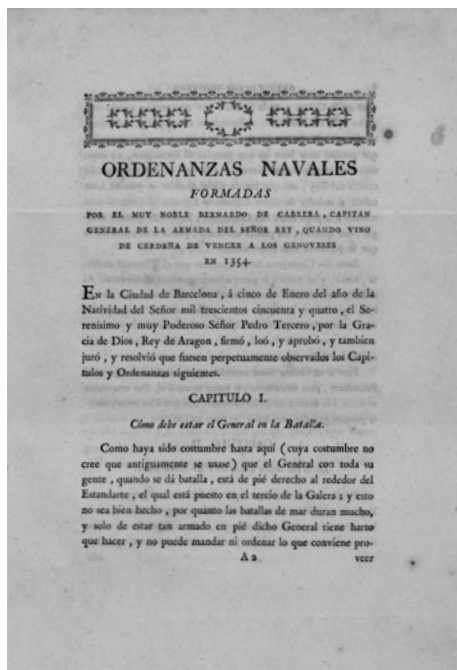 ORDENANZAS NAVALES
FORMADAS
POR EL MUY NOBLE BERNARDO DE CABRERA , CAPITAN
GENERAL DE LA ARMADA DEL SEÑOR REY , QUANDO VINO
DE CERDEÑA DE VENCER A LOS GENOVESES
EN 1354.
EN la Ciudad de Barcelona , á cinco de Enero del año de la
Natividad del Señor mil trescientos cincuenta y quatro , el Se-
renísimo y muy Poderoso Señor Pedro Tercero , por la Gra-
cia de Dios , Rey de Aragon , firmó , loó , y aprobó , y tambien
juró , y resolvió que fuesen perpetuamente observados los Capi-
tulos y Ordenanzas siguientes.
CAPITULO I.
Cómo debe estar el General en la Batalla.
Como haya sido costumbre hasta aquí ( cuya costumbre no
cree que antiguamente se usase ) que el General con toda su
gente , quando se dá batalla , está de pié derecho al rededor del
Estandarte , el qual está puesto en el tercio de la Galera ; y esto
no sea bien hecho , por quánto las batallas de mar duran mucho,
y solo de estar tan armado en pié dicho General tiene harto
que hacer , y no puede mandar ni ordenar lo que conviene pro-
A 2
veer